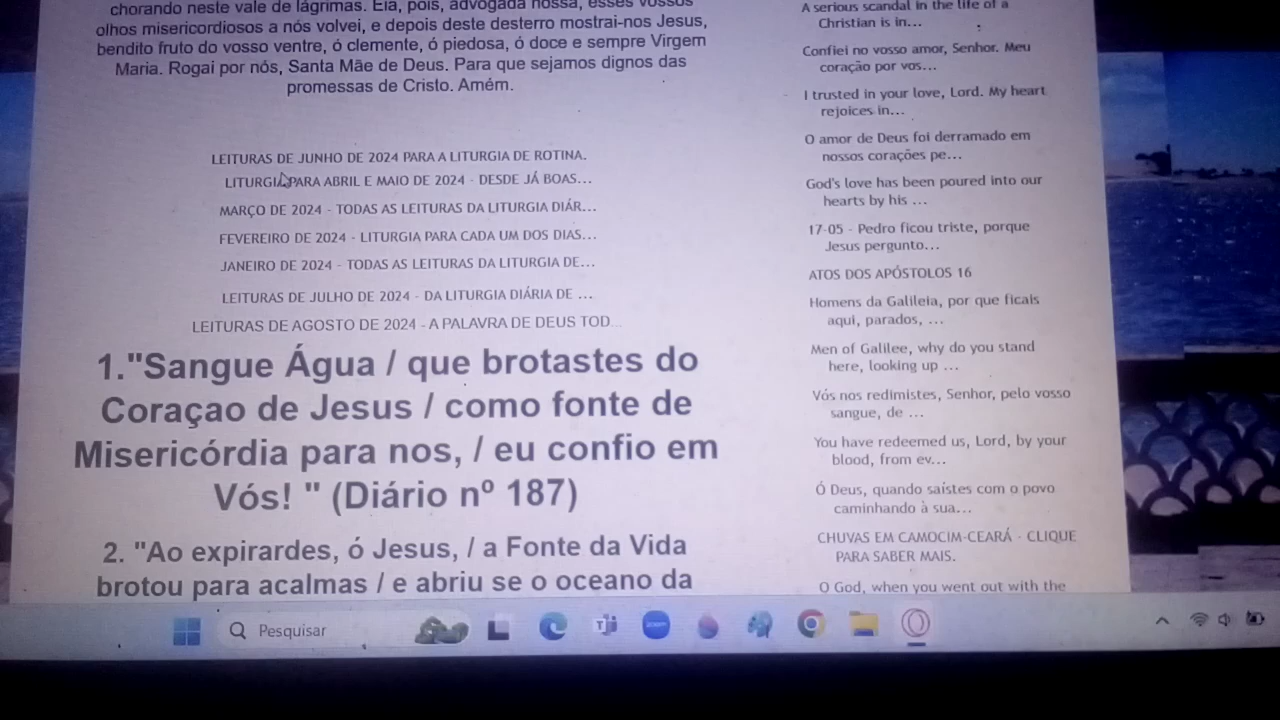 chorando neste vale de lágrimas. Eia, pois, advogada nossa, esses vossos
olhos misericordiosos a nós volvei, e depois deste desterro mostrai-nos Jesus,
bendito fruto do vosso ventre, ó clemente, ó piedosa, ó doce e sempre Virgem
Maria. Rogai por nós, Santa Mãe de Deus. Para que sejamos dignos das
promessas de Cristo. Amém.
LEITURAS DE JUNHO DE 2024 PARA A LITURGIA DE ROTINA.
LITURGIA PARA ABRIL E MAIO DE 2024 - DESDE JÁ BOAS...
MARÇO DE 2024 - TODAS AS LEITURAS DA LITURGIA DIÁR...
FEVEREIRO DE 2024 - LITURGIA PARA CADA UM DOS DIAS...
JANEIRO DE 2024 - TODAS AS LEITURAS DA LITURGIA DE...
LEITURAS DE JULHO DE 2024 - DA LITURGIA DIÁRIA DE ...
LEITURAS DE AGOSTO DE 2024 - A PALAVRA DE DEUS TOD...
1."Sangue Água / que brotastes do
Coraçao de Jesus / como fonte de
Misericórdia para nos, / eu confio em
Vós! " (Diário nº 187)
2. "Ao expirardes, ó Jesus, / a Fonte da Vida
brotou para acalmas / e abriu se o oceano da
A serious scandal in the life of a
Christian is in...
Confiei no vosso amor, Senhor. Meu
coração por vos...
I trusted in your love, Lord. My heart
rejoices in...
O amor de Deus foi derramado em
nossos corações pe...
God's love has been poured into our
hearts by his ...
17-05 - Pedro ficou triste, porque
Jesus pergunto...
ATOS DOS APÓSTOLOS 16
Homens da Galileia, por que ficais
aqui, parados, ...
Men of Galilee, why do you stand
here, looking up ...
Vós nos redimistes, Senhor, pelo vosso
sangue, de ...
You have redeemed us, Lord, by your
blood, from ev...
Ó Deus, quando saístes com o povo
caminhando à sua...
CHUVAS EM CAMOCIM-CEARÁ - CLIQUE
PARA SABER MAIS.
O God, when you went out with the
Pesquisar
zoom